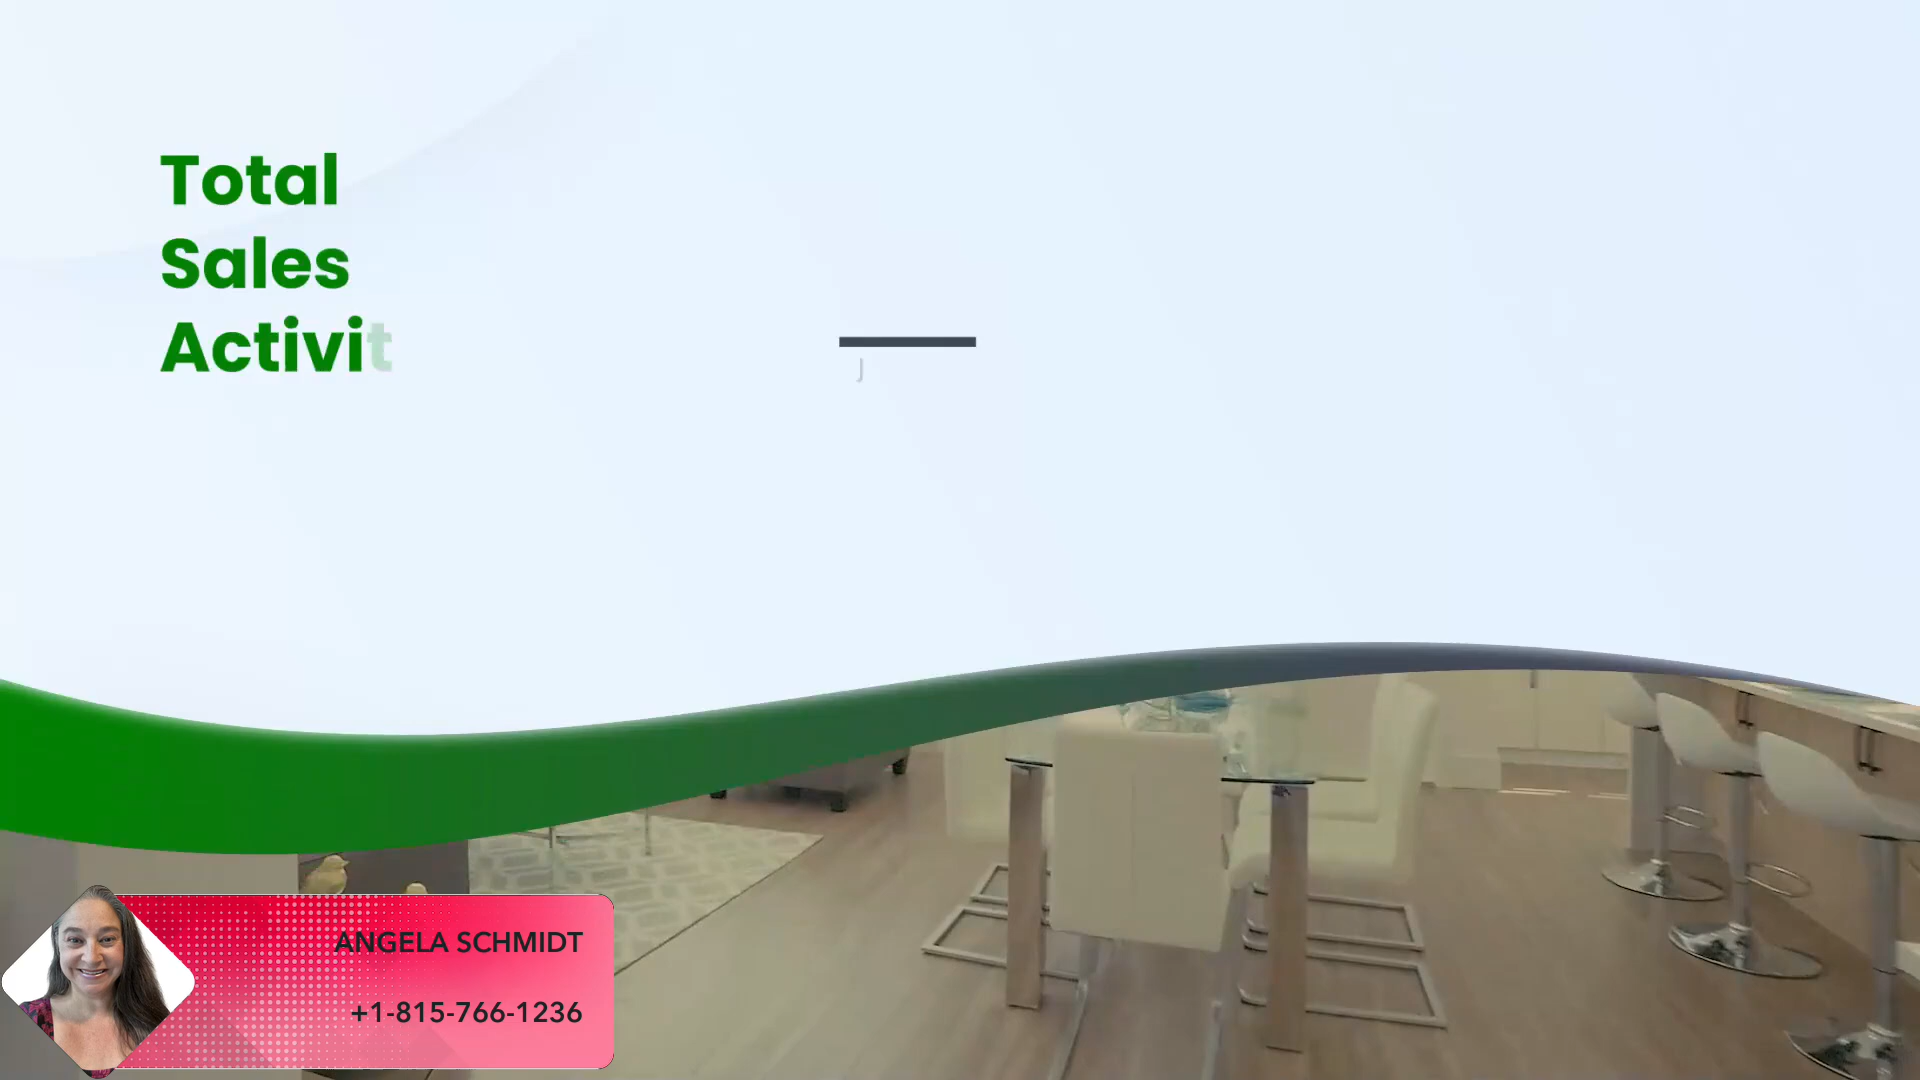 Total
Sales
Activit
J
ANGELA SCHMIDT
+1-815-766-1236